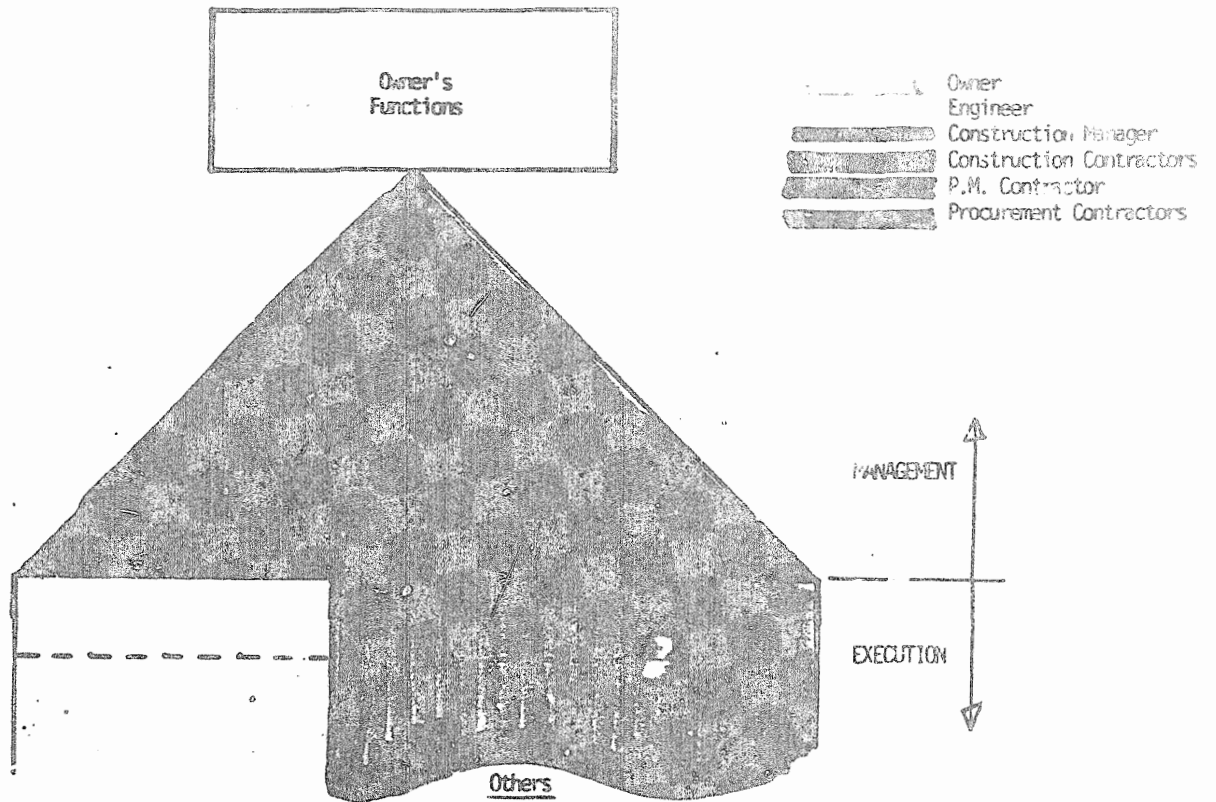 Owner's
Functions
Owner
Engineer
Construction Manager
Construction Contractors
P.M. Contractor
Procurement Contractors
MANAGEMENT
EXECUTION
Others